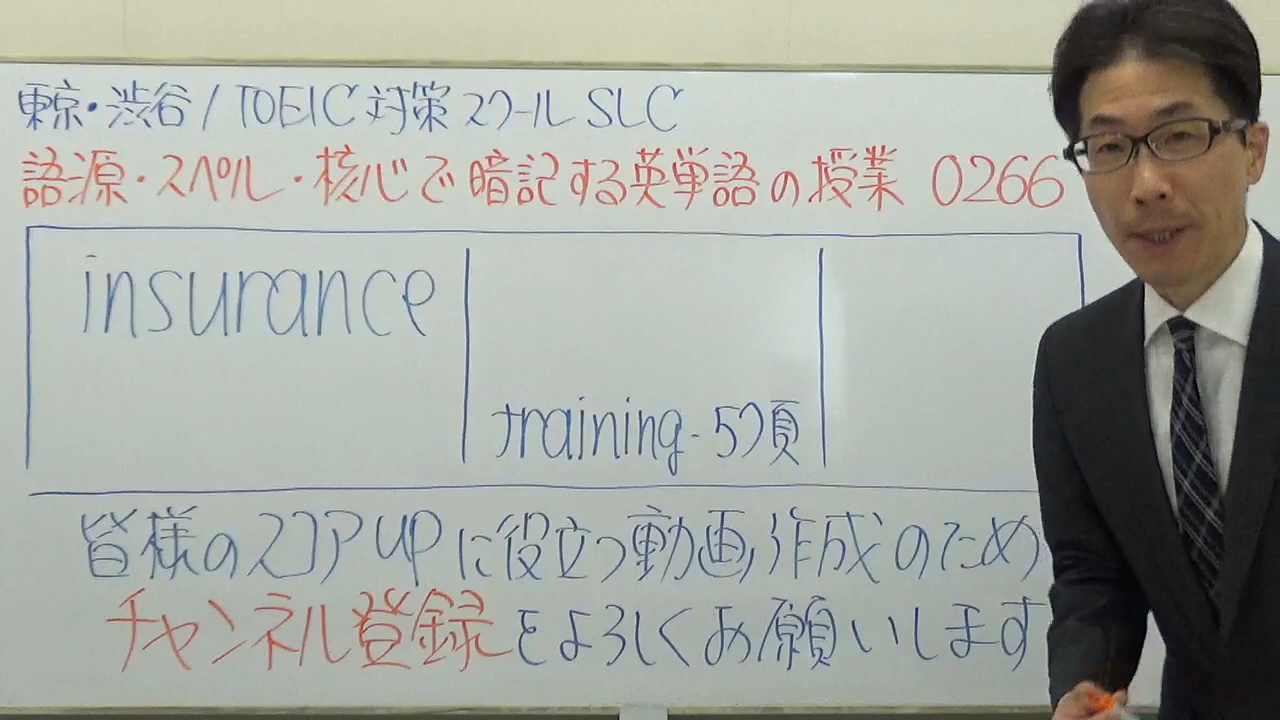 東京・渋谷/TOEIC対策スクールSLC
語源・スペル・核心で暗記する英単語の授業 0266
insurance
training-57項
皆様のスコアUPに役立つ動画作成のため
チャンネル登録をよろしくお願いします